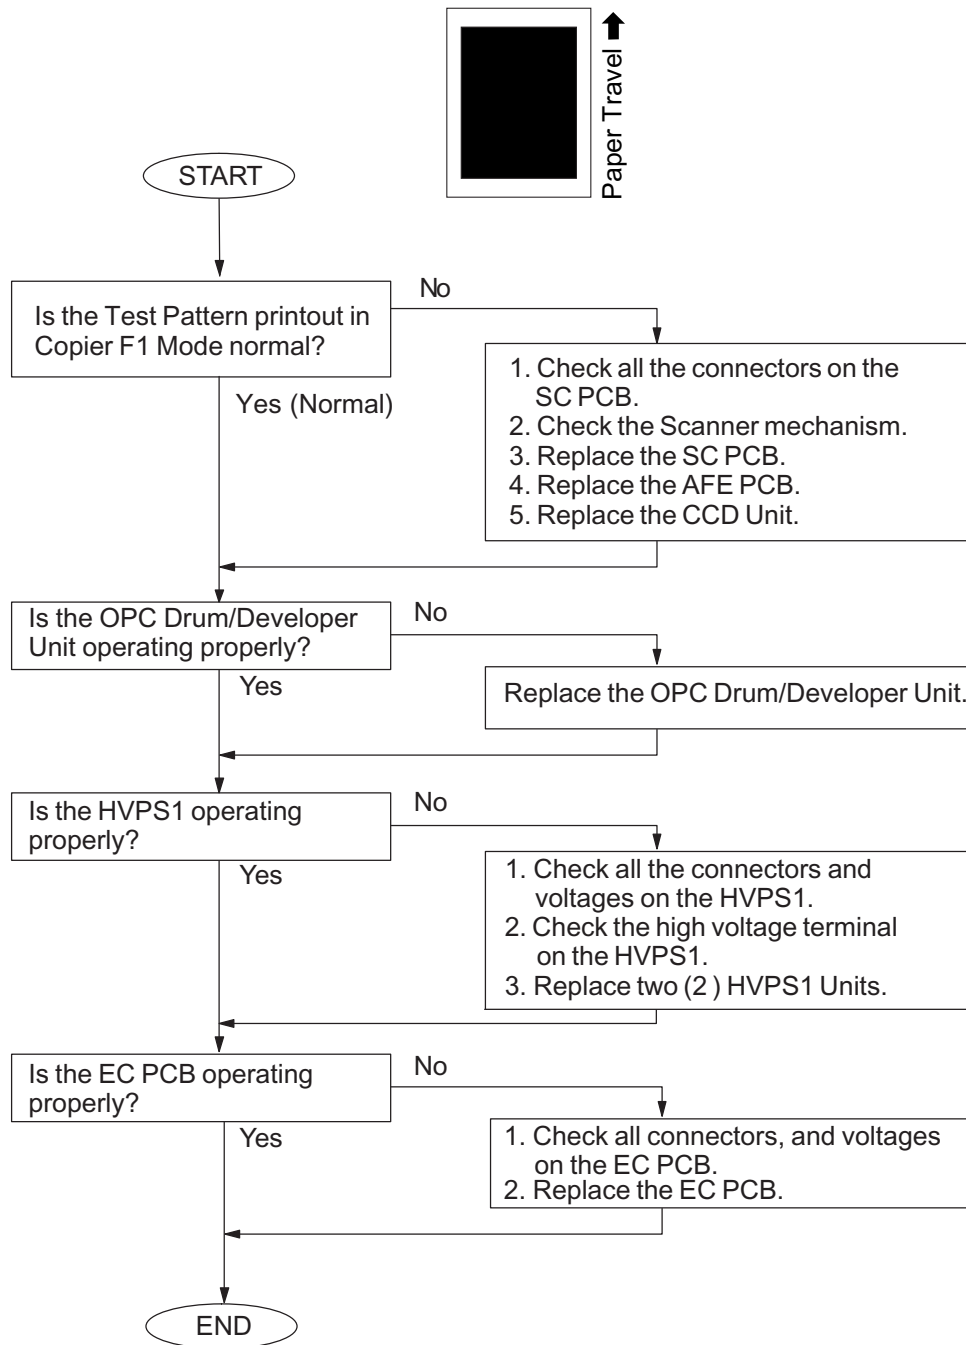 Paper Travel
START
No
Is the Test Pattern printout in
Copier F1 Mode normal?
Yes (Normal)
1. Check all the connectors on the
SC PCB.
2. Check the Scanner mechanism.
3. Replace the SC PCB.
4. Replace the AFE PCB.
5. Replace the CCD Unit.
Is the OPC Drum/Developer
Unit operating properly?
No
Yes
Replace the OPC Drum/Developer Unit.
Is the HVPS1 operating
properly?
No
Yes
1. Check all the connectors and
voltages on the HVPS1.
2. Check the high voltage terminal
on the HVPS1.
3. Replace two (2 ) HVPS1 Units.
Is the EC PCB operating
properly?
No
Yes
1. Check all connectors, and voltages
on the EC PCB.
2. Replace the EC PCB.
END